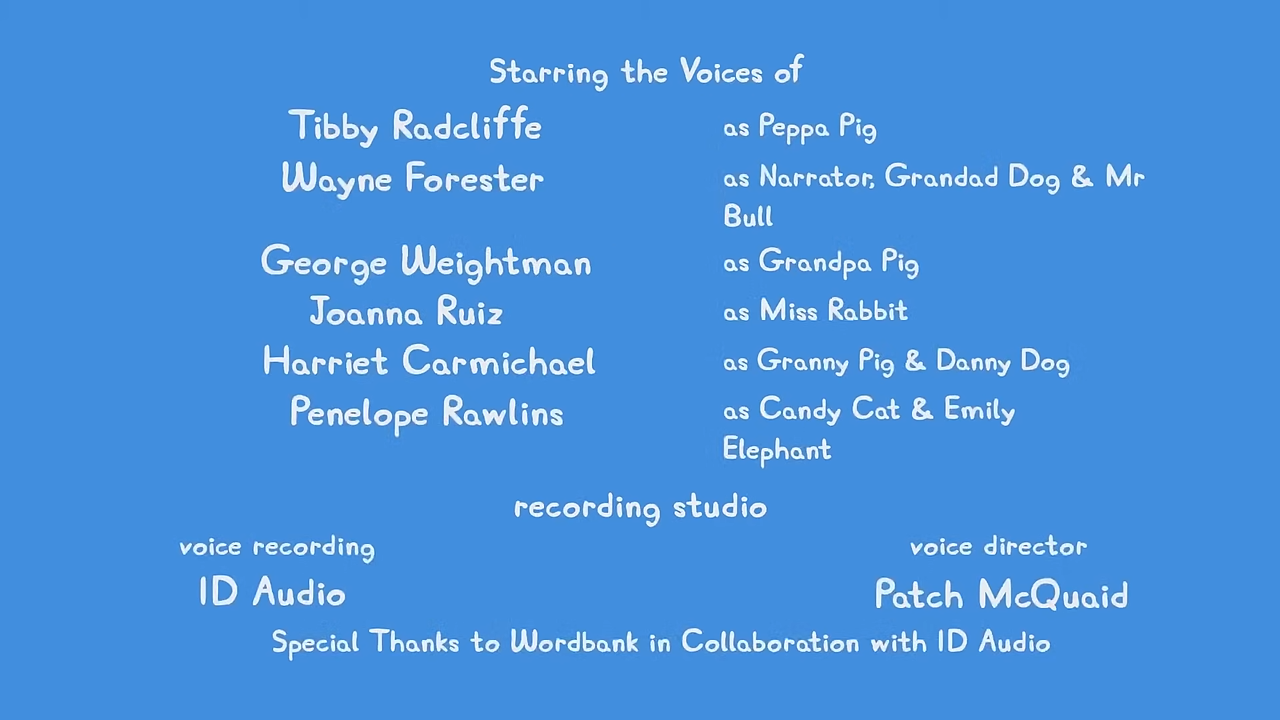 Starring the Voices of
Tibby Radcliffe as Peppa Pig
Wayne Forester as Narrator, Grandad Dog & Mr
Bull
George Weightman as Grandpa Pig
Joanna Ruiz as Miss Rabbit
Harriet Carmichael as Granny Pig & Danny Dog
Penelope Rawlins as Candy Cat & Emily
Elephant
recording studio
voice recording voice director
ID Audio Patch McQuaid
Special Thanks to Wordbank in Collaboration with ID Audio